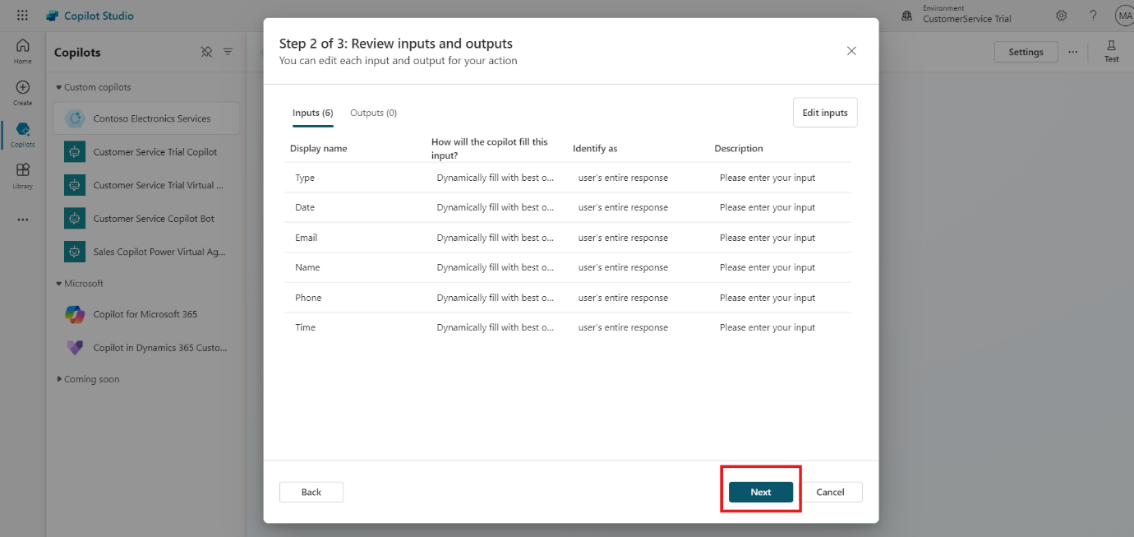 Copilot Studio
Environment
CustomerService Trial
?
MA
Home
Create
Copilots
Library
...
Copilots
Custom copilots
Contoso Electronics Services
Customer Service Trial Copilot
Customer Service Trial Virtual ...
Customer Service Copilot Bot
Sales Copilot Power Virtual Ag...
Microsoft
Copilot for Microsoft 365
Copilot in Dynamics 365 Custo...
Coming soon
Settings
...
Test
Step 2 of 3: Review inputs and outputs
You can edit each input and output for your action
Inputs (6) Outputs (0)
Edit inputs
Display name How will the copilot fill this input? Identify as Description
Type Dynamically fill with best o... user's entire response Please enter your input
Date Dynamically fill with best o... user's entire response Please enter your input
Email Dynamically fill with best o... user's entire response Please enter your input
Name Dynamically fill with best o... user's entire response Please enter your input
Phone Dynamically fill with best o... user's entire response Please enter your input
Time Dynamically fill with best o... user's entire response Please enter your input
Back Next Cancel